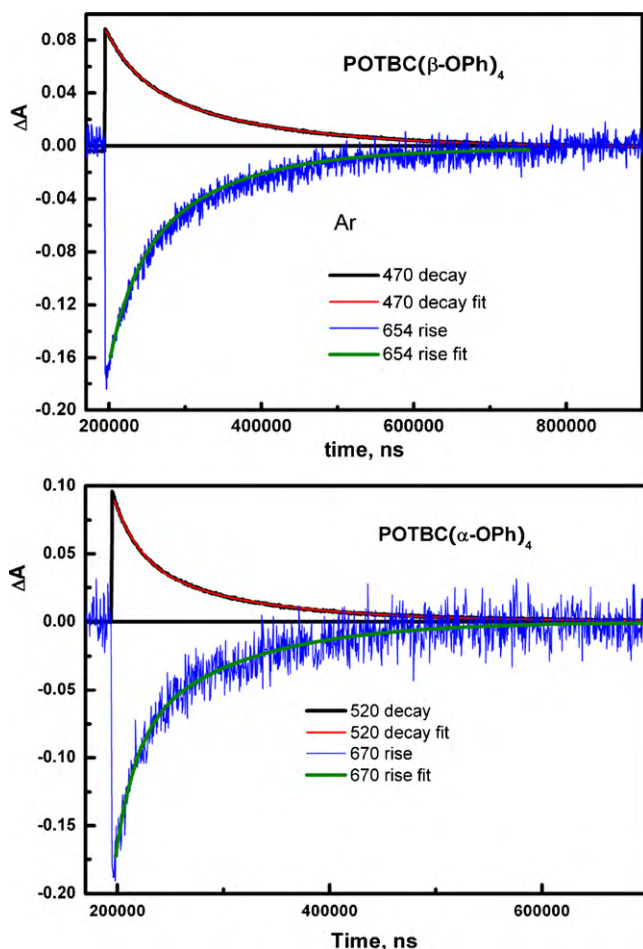 POTBC(β-OPh)₄
ΔA
0.08
0.04
0.00
-0.04
-0.08
-0.12
-0.16
-0.20
Ar
470 decay
470 decay fit
654 rise
654 rise fit
200000 400000 600000 800000
time, ns
POTBC(α-OPh)₄
ΔA
0.10
0.05
0.00
-0.05
-0.10
-0.15
-0.20
520 decay
520 decay fit
670 rise
670 rise fit
200000 400000 600000
Time, ns